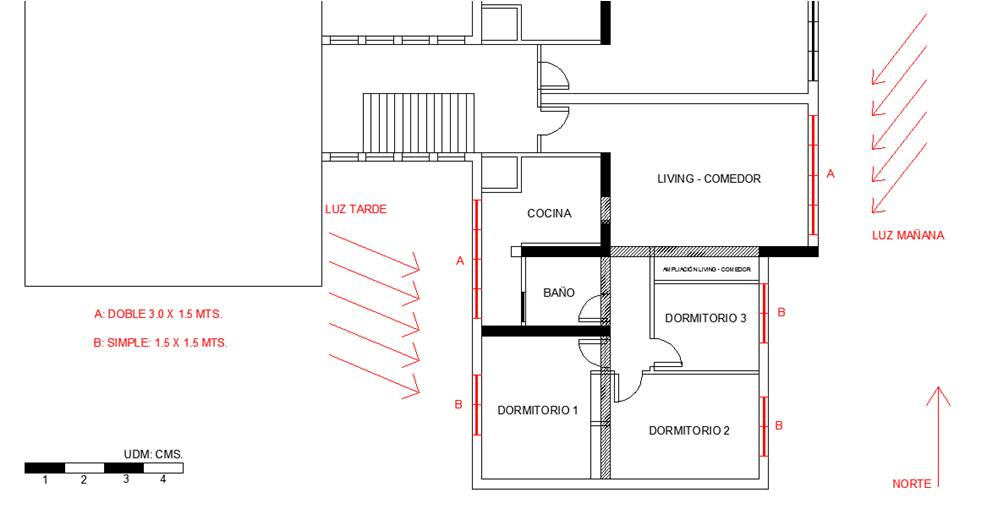 LIVING - COMEDOR
A
COCINA
LUZ TARDE
LUZ MAÑANA
A
AMPLIACIÓN LIVING - COMEDOR
BAÑO
A: DOBLE 3.0 X 1.5 MTS.
DORMITORIO 3
B
B: SIMPLE: 1.5 X 1.5 MTS.
B
DORMITORIO 1
DORMITORIO 2
B
UDM: CMS.
1 2 3 4
NORTE